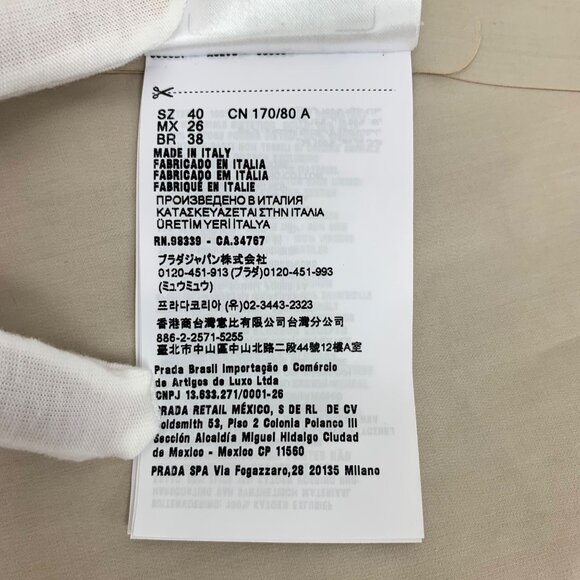 SZ 40 CN 170/80 A
MX 26
BR 38
MADE IN ITALY
FABRICADO EN ITALIA
FABRICADO EM ITÁLIA
FABRIQUÉ EN ITALIE
ПРОИЗВЕДЕНО В ИТАЛИЯ
ΚΑΤΑΣΚΕΥΑΖΕΤΑΙ ΣΤΗΝ ΙΤΑΛΙΑ
ÜRETİM YERİ İTALYA
RN.98339 - CA.34767
プラダジャパン株式会社
0120-451-913 (プラダ)0120-451-993
(ミュウミュウ)
프라다코리아 (유)02-3443-2323
香港商台灣意比有限公司台灣分公司
886-2-2571-5255
臺北市中山區中山北路二段44號12樓A室
Prada Brasil Importação e Comércio
de Artigos de Luxo Ltda
CNPJ 13.633.271/0001-26
PRADA RETAIL MÉXICO, S DE RL DE CV
Goldsmith 53, Piso 2 Colonia Polanco III
Sección Alcaldía Miguel Hidalgo Ciudad
de Mexico - Mexico CP 11560
PRADA SPA Via Fogazzaro,28 20135 Milano